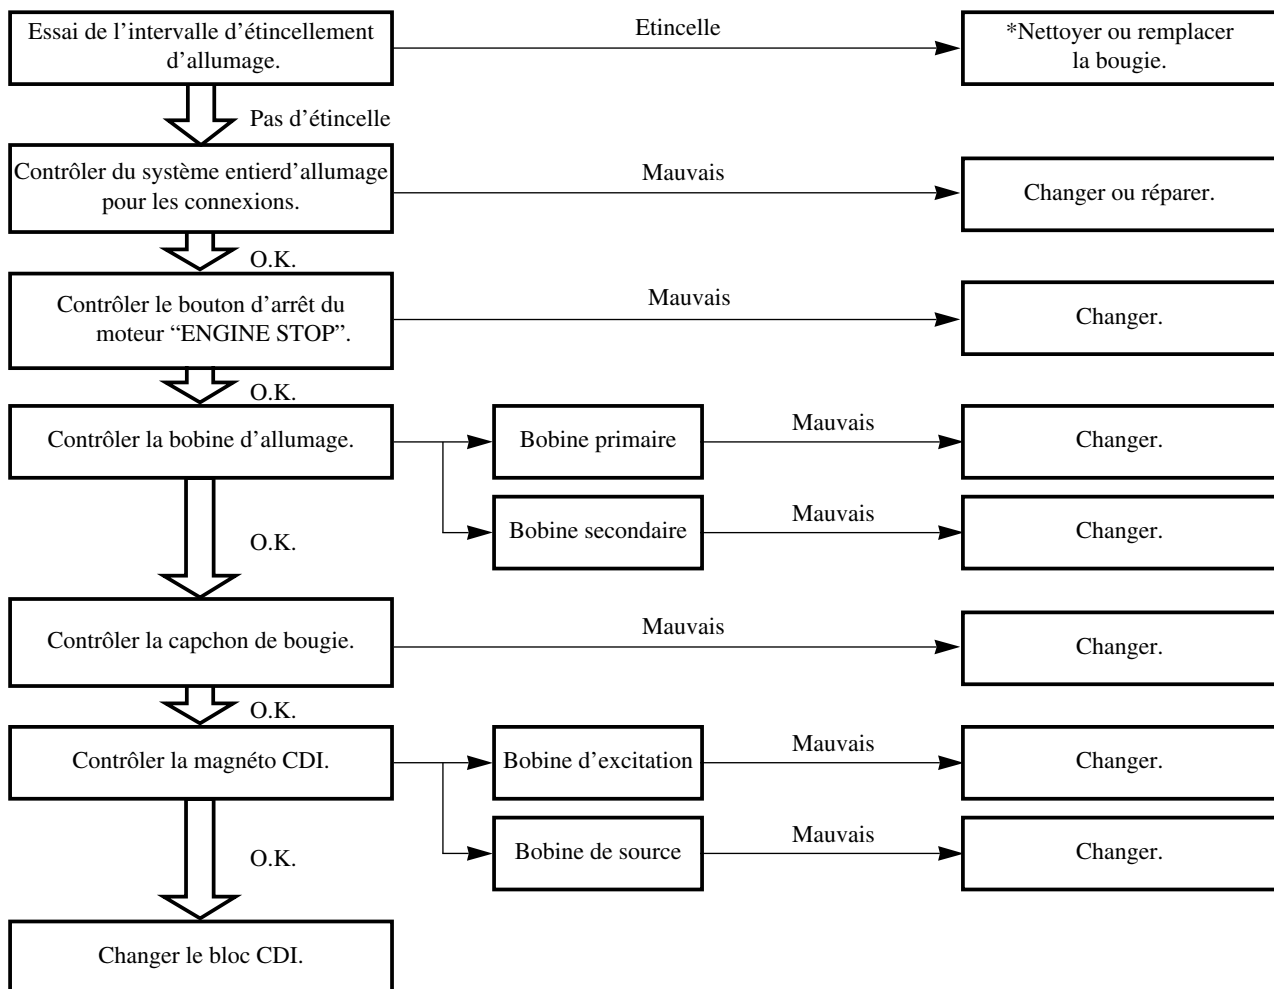 Essai de l’intervalle d’étincellement
d’allumage.
Etincelle
*Nettoyer ou remplacer
la bougie.
Pas d’étincelle
Contrôler du système entierd’allumage
pour les connexions.
Mauvais
Changer ou réparer.
O.K.
Contrôler le bouton d’arrêt du
moteur “ENGINE STOP”.
Mauvais
Changer.
O.K.
Contrôler la bobine d’allumage.
Bobine primaire
Mauvais
Changer.
Bobine secondaire
Mauvais
Changer.
O.K.
Contrôler la capchon de bougie.
Mauvais
Changer.
O.K.
Contrôler la magnéto CDI.
Bobine d’excitation
Mauvais
Changer.
Bobine de source
Mauvais
Changer.
O.K.
Changer le bloc CDI.